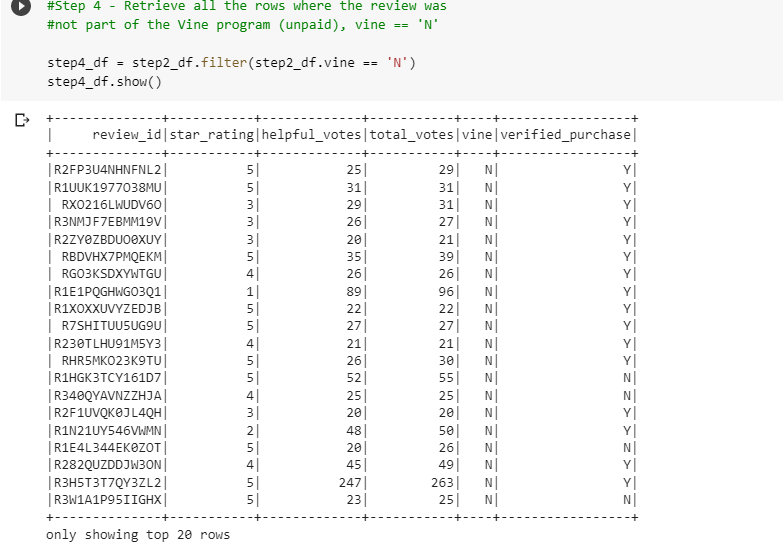 #Step 4 - Retrieve all the rows where the review was
#not part of the Vine program (unpaid), vine == 'N'
step4_df = step2_df.filter(step2_df.vine == 'N')
step4_df.show()
+--------------+-----------+-------------+-----------+----+-----------------+
|     review_id|star_rating|helpful_votes|total_votes|vine|verified_purchase|
+--------------+-----------+-------------+-----------+----+-----------------+
|R2FP3U4NHNFNL2|          5|           25|         29|   N|                Y|
|R1UUK1977O38MU|          5|           31|         31|   N|                Y|
| RXO216LWUDV6O|          3|           29|         31|   N|                Y|
|R3NMJF7EBMM19V|          3|           26|         27|   N|                Y|
|R2ZY0ZBDUO0XUY|          3|           20|         21|   N|                Y|
| RBDVHX7PMQEKM|          5|           35|         39|   N|                Y|
| RGO3KSDXYWTGU|          4|           26|         26|   N|                Y|
|R1E1PQGHWGO3Q1|          1|           89|         96|   N|                Y|
|R1XOXXUVYZEDJB|          5|           22|         22|   N|                Y|
| R7SHITUU5UG9U|          5|           27|         27|   N|                Y|
|R230TLHU91M5Y3|          4|           21|         21|   N|                Y|
| RHR5MKO23K9TU|          5|           26|         30|   N|                Y|
|R1HGK3TCY161D7|          5|           52|         55|   N|                N|
|R340QYAVNZZHJA|          4|           25|         25|   N|                N|
|R2F1UVQK0JL4QH|          3|           20|         20|   N|                Y|
|R1N21UY546VWMN|          2|           48|         50|   N|                Y|
|R1E4L344EK0ZOT|          5|           20|         26|   N|                N|
|R282QUZDDJW3ON|          4|           45|         49|   N|                Y|
|R3H5T3T7QY3ZL2|          5|          247|        263|   N|                Y|
|R3W1A1P95IIGHX|          5|           23|         25|   N|                N|
+--------------+-----------+-------------+-----------+----+-----------------+
only showing top 20 rows